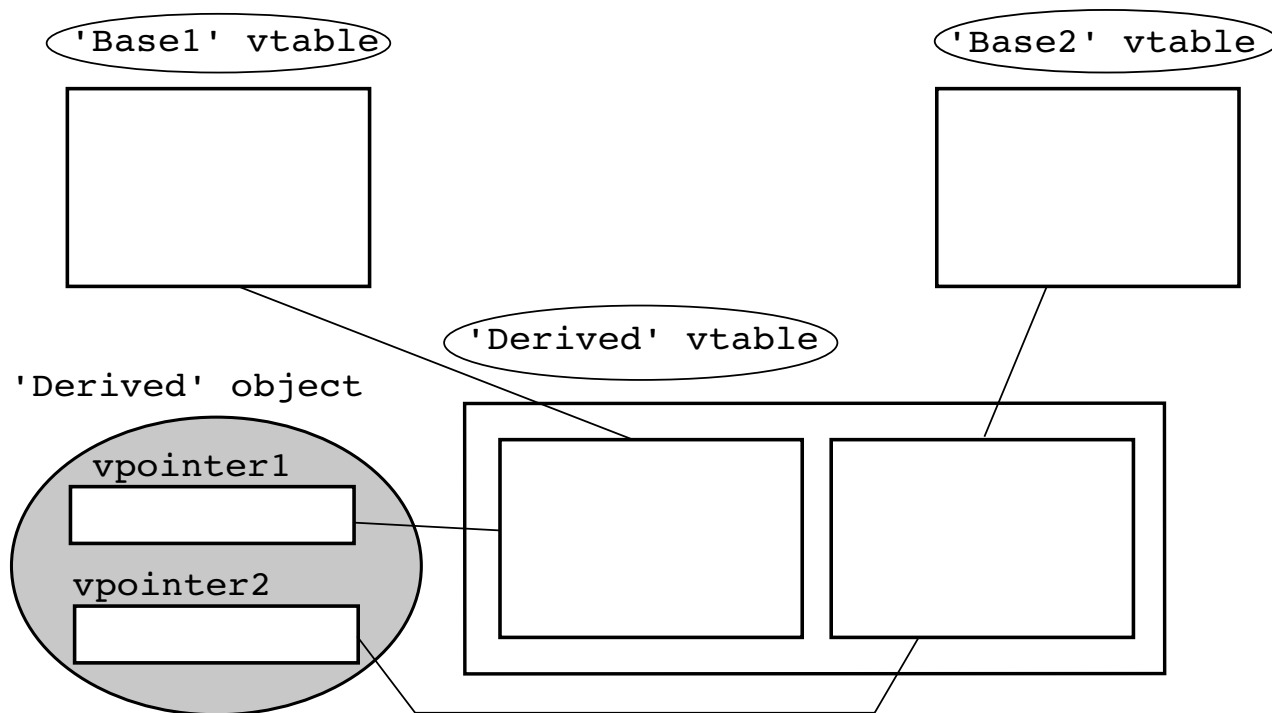 'Base1' vtable
'Base2' vtable
'Derived' vtable
'Derived' object
vpointer1
vpointer2